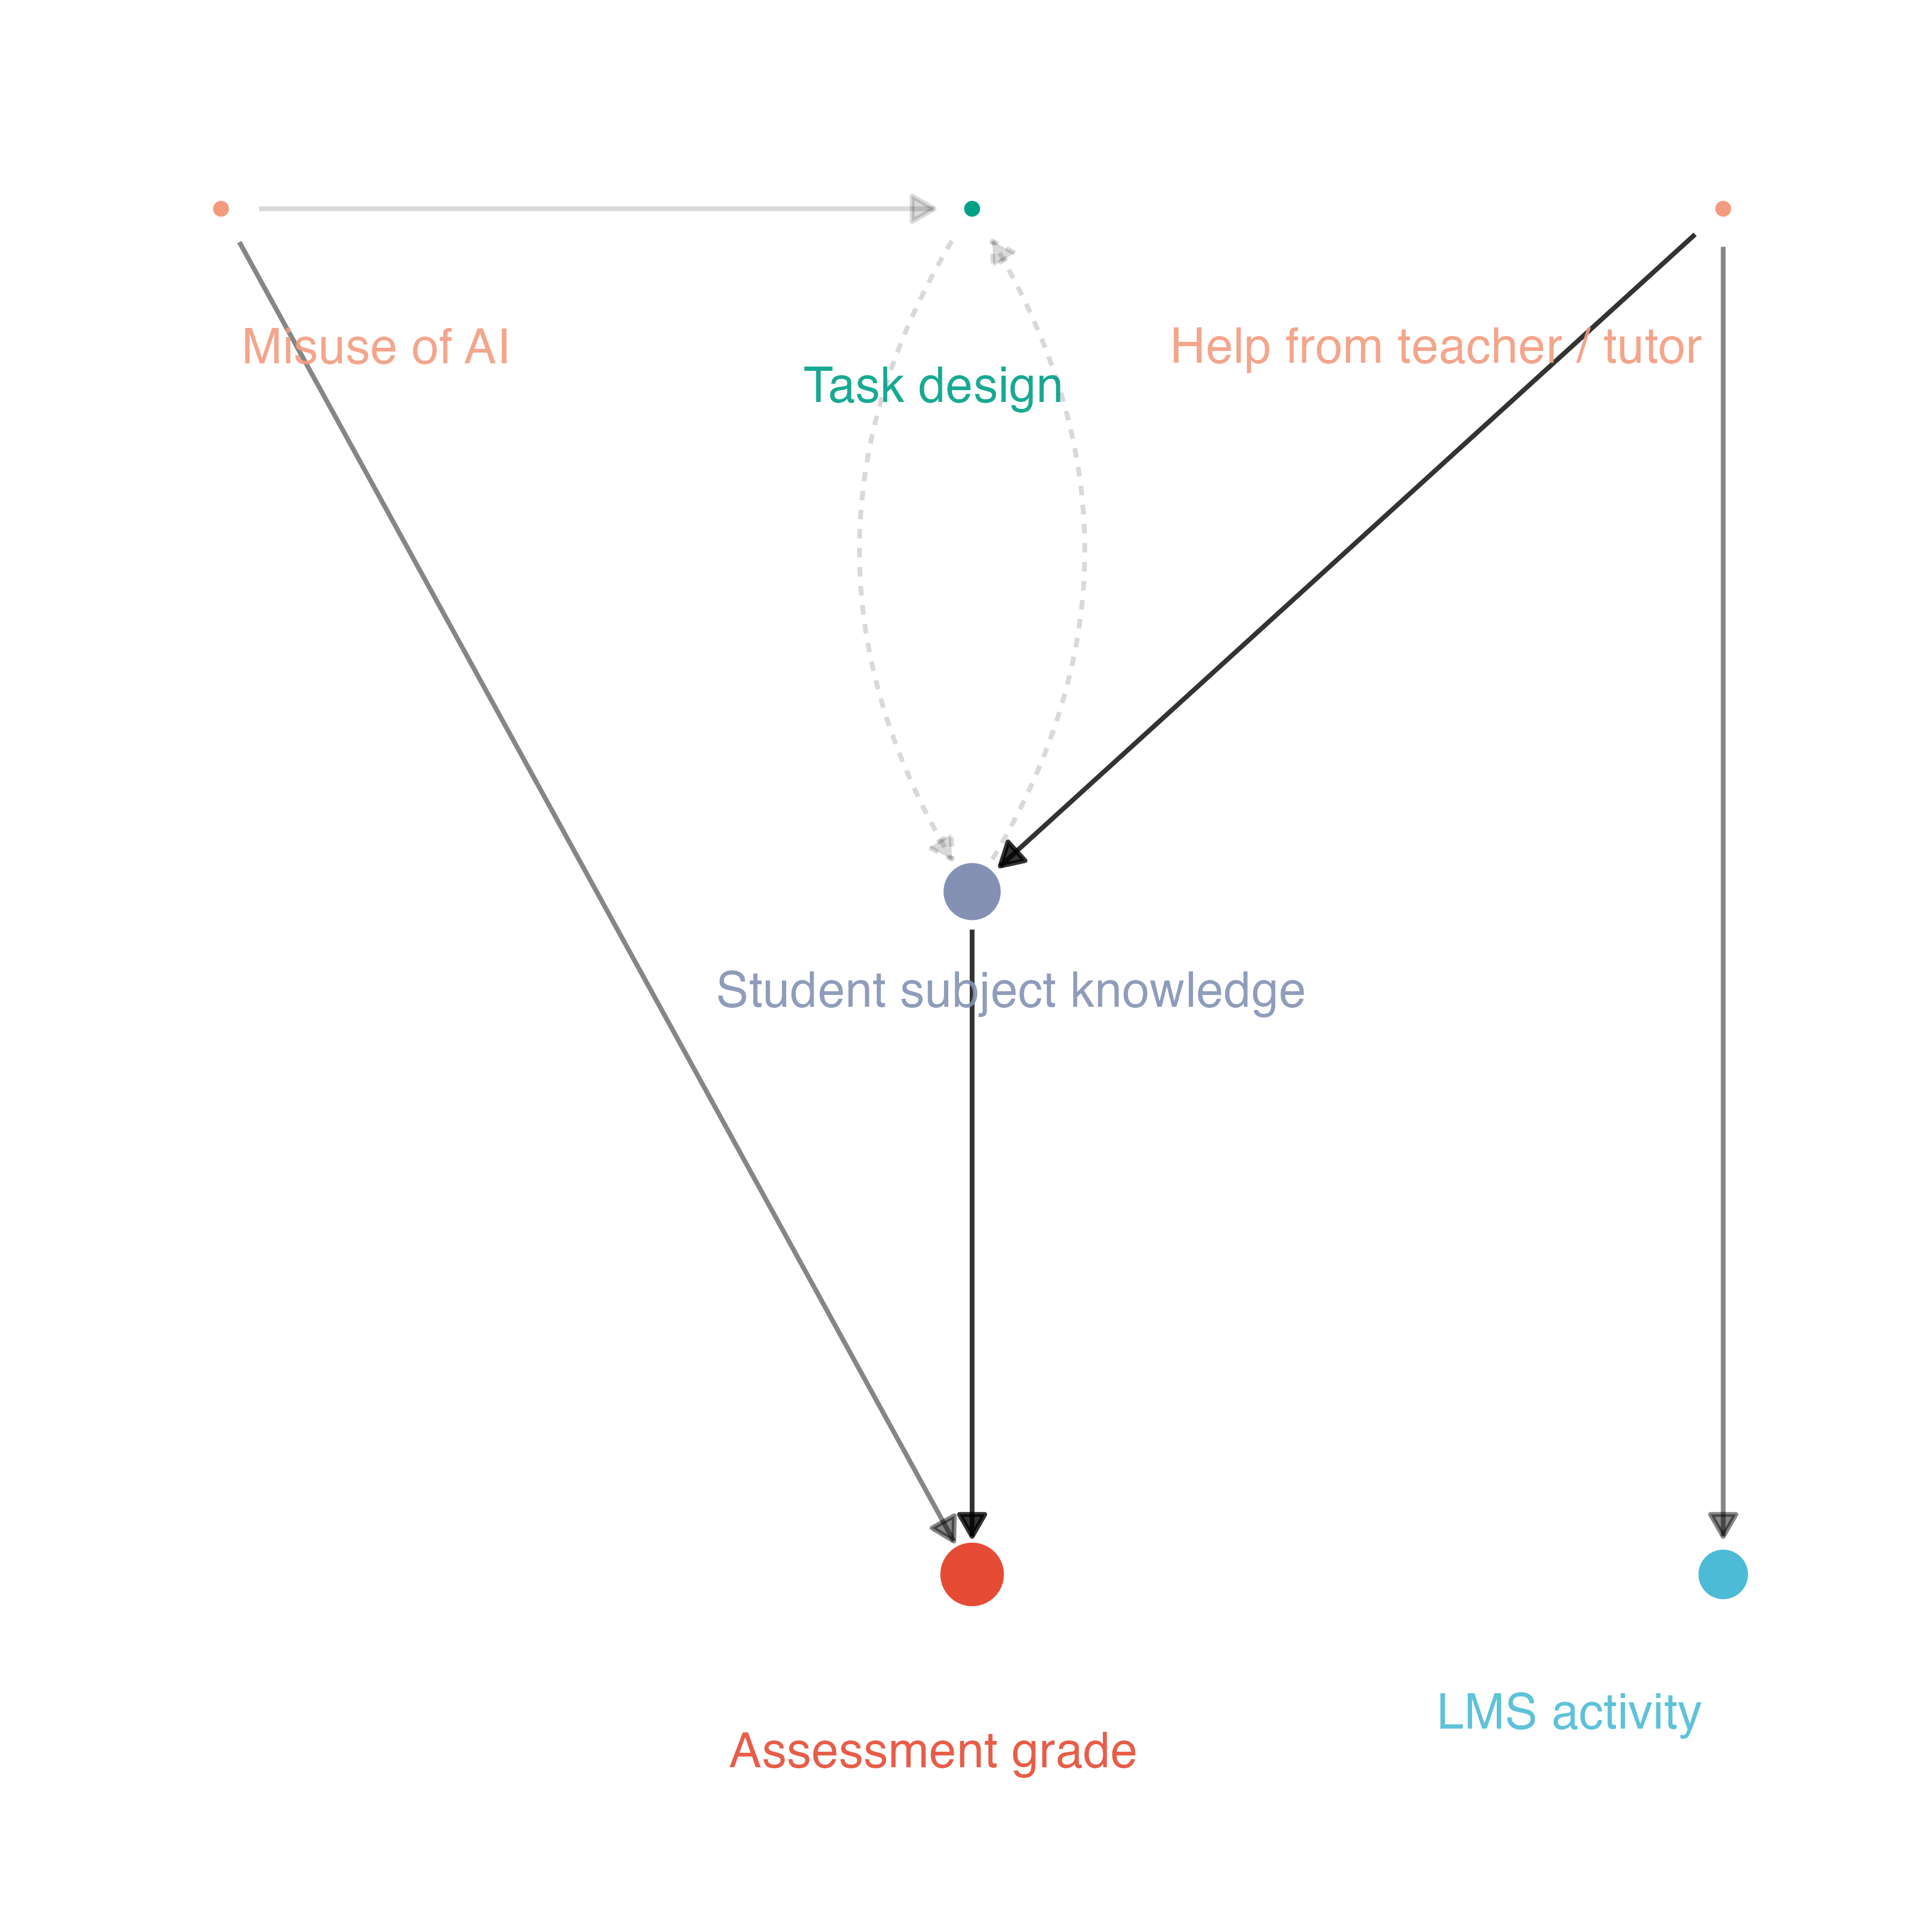 Misuse of AI
Help from teacher / tutor
Task design
Student subject knowledge
LMS activity
Assessment grade